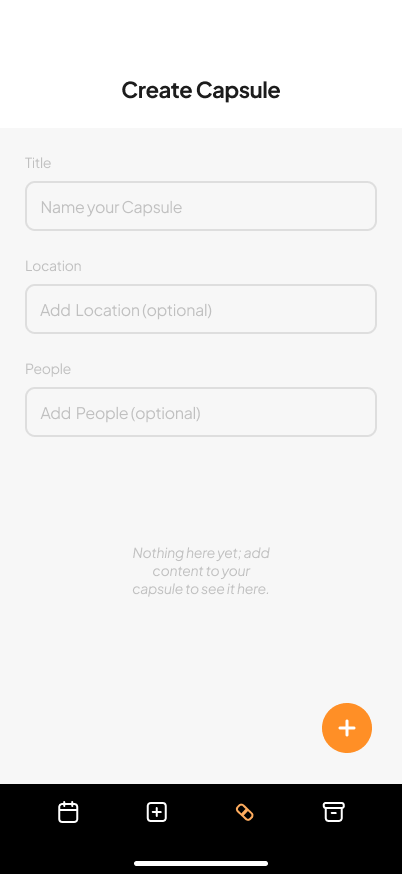 Create Capsule
Title
Name your Capsule
Location
Add Location (optional)
People
Add People (optional)
Nothing here yet; add
content to your
capsule to see it here.